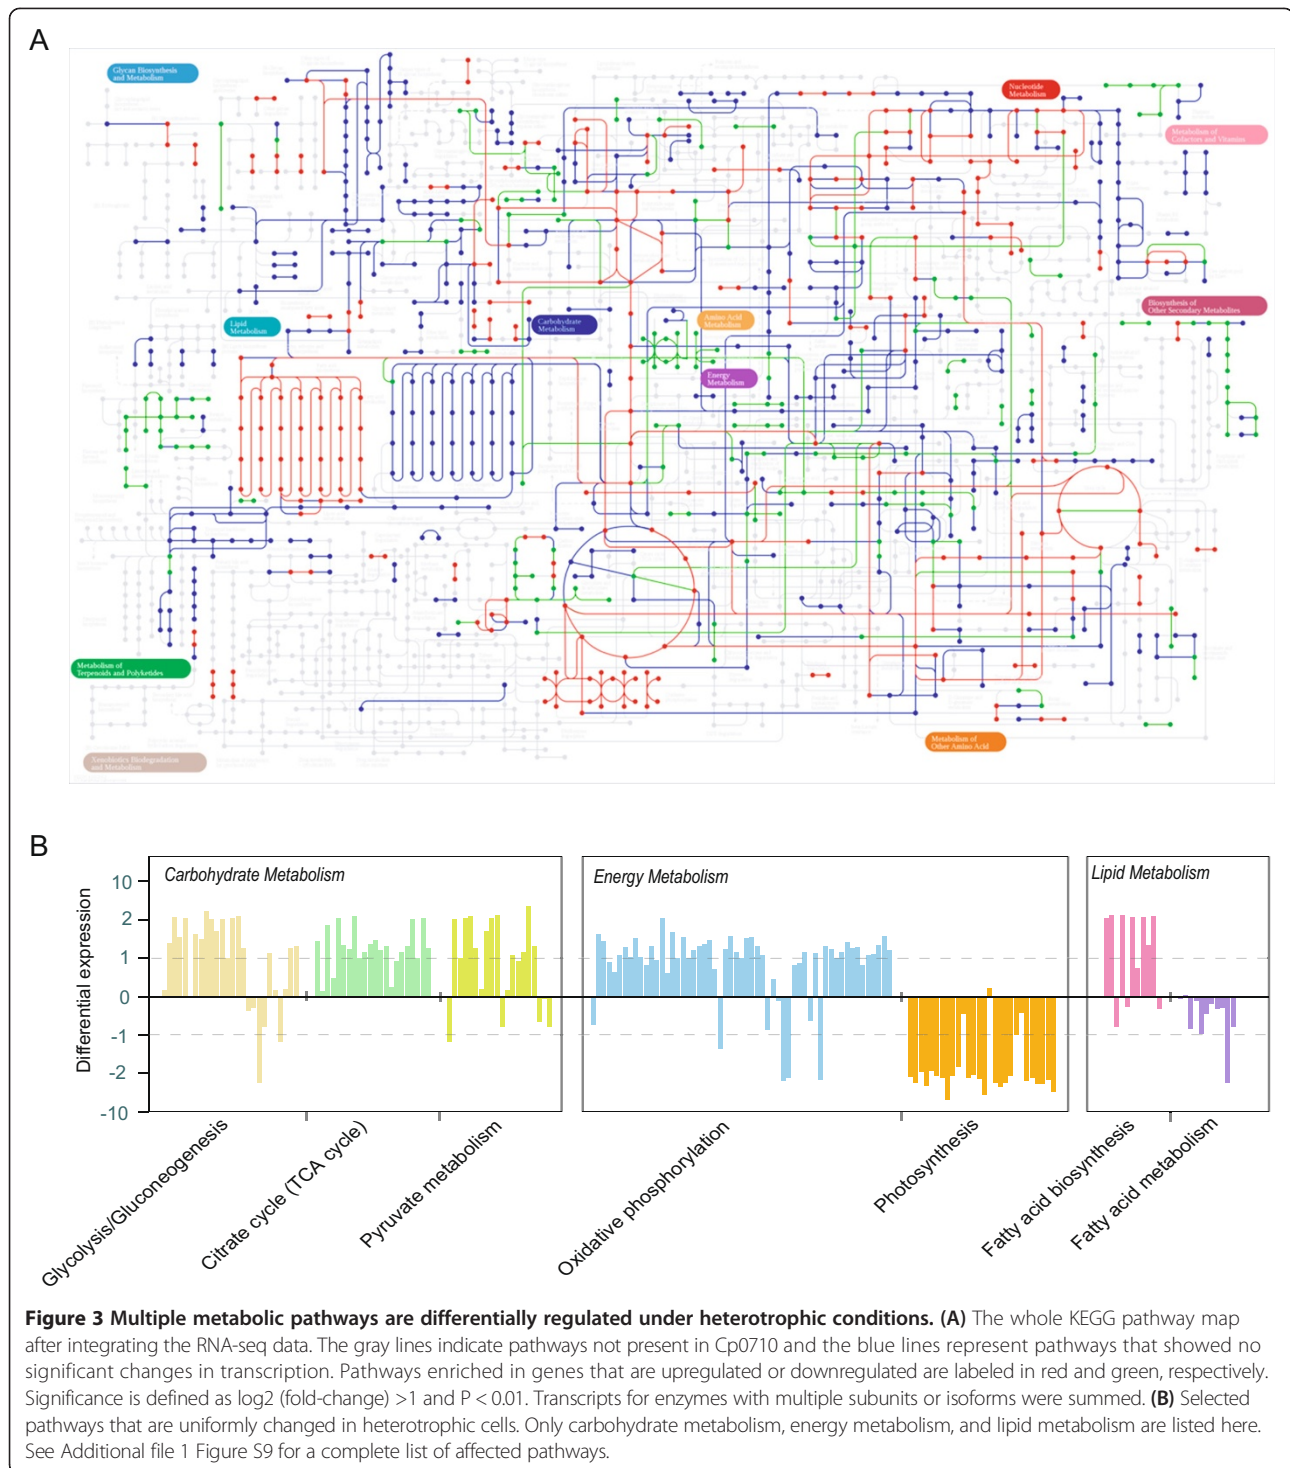 A
Glycan Biosynthesis
and Metabolism
Nucleotide
Metabolism
Metabolism of
Cofactors and Vitamins
Biosynthesis of
Other Secondary Metabolites
Lipid
Metabolism
Carbohydrate
Metabolism
Amino Acid
Metabolism
Energy
Metabolism
Metabolism of
Terpenoids and Polyketides
Metabolism of
Other Amino Acid
Xenobiotics Biodegradation
and Metabolism
B
Carbohydrate Metabolism
Energy Metabolism
Lipid Metabolism
Differential expression
10
2
1
0
-1
-2
-10
Glycolysis/Gluconeogenesis
Citrate cycle (TCA cycle)
Pyruvate metabolism
Oxidative phosphorylation
Photosynthesis
Fatty acid biosynthesis
Fatty acid metabolism
Figure 3 Multiple metabolic pathways are differentially regulated under heterotrophic conditions. (A) The whole KEGG pathway map
after integrating the RNA-seq data. The gray lines indicate pathways not present in Cp0710 and the blue lines represent pathways that showed no
significant changes in transcription. Pathways enriched in genes that are upregulated or downregulated are labeled in red and green, respectively.
Significance is defined as log2 (fold-change) >1 and P < 0.01. Transcripts for enzymes with multiple subunits or isoforms were summed. (B) Selected
pathways that are uniformly changed in heterotrophic cells. Only carbohydrate metabolism, energy metabolism, and lipid metabolism are listed here.
See Additional file 1 Figure S9 for a complete list of affected pathways.